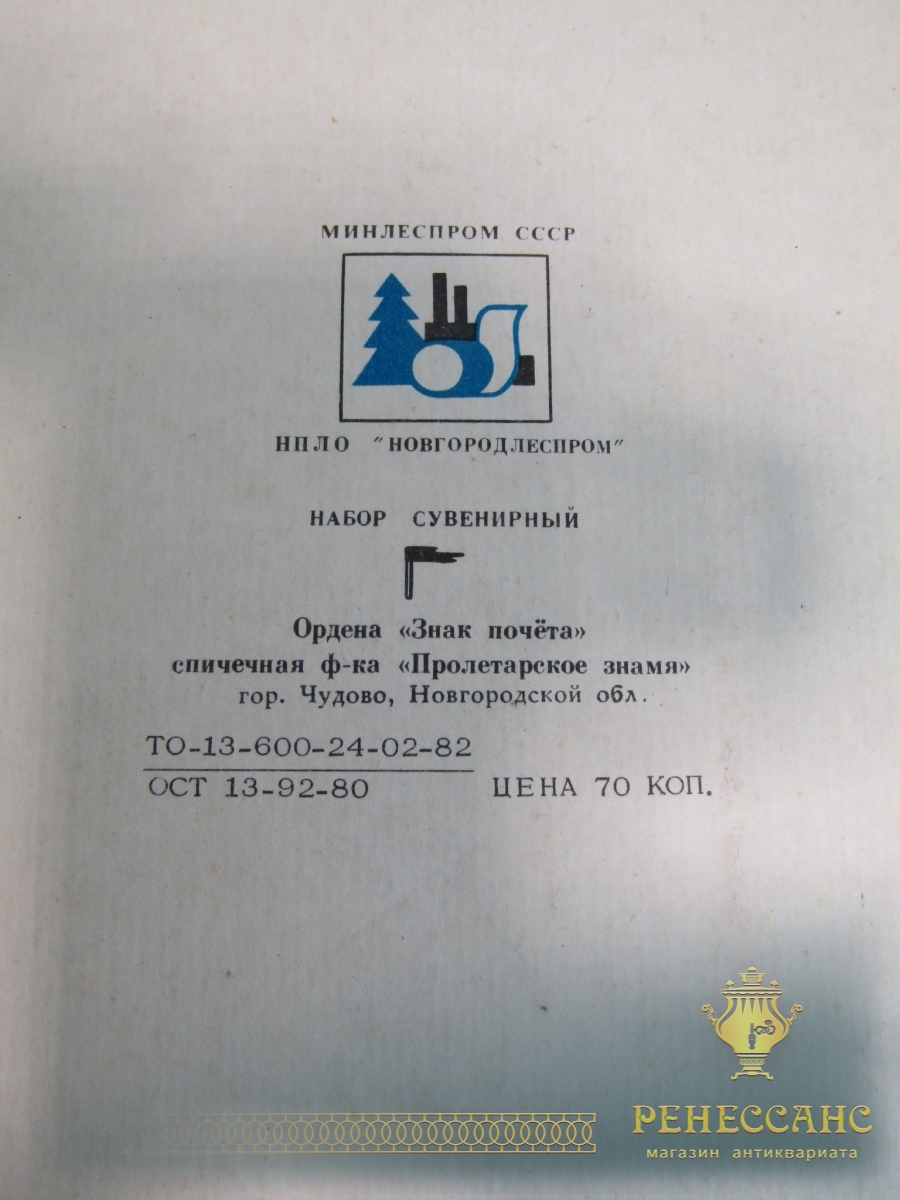 МИНЛЕСПРОМ СССР
НПЛО "НОВГОРОДЛЕСПРОМ"
НАБОР СУВЕНИРНЫЙ
Ордена «Знак почёта»
спичечная ф-ка «Пролетарское знамя»
гор. Чудово, Новгородской обл.
ТО-13-600-24-02-82
ОСТ 13-92-80 ЦЕНА 70 КОП.
РЕНЕССАНС
магазин антиквариата